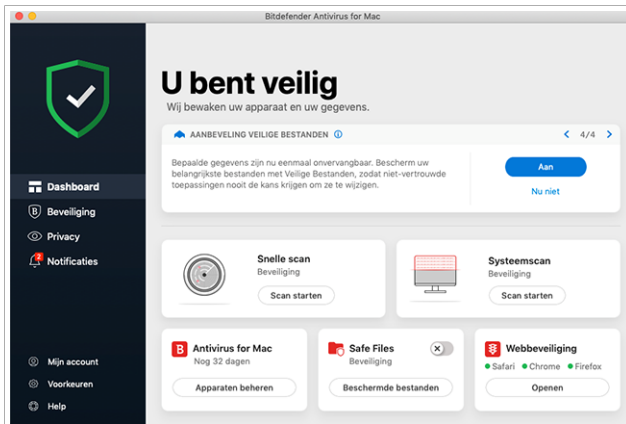 Bitdefender Antivirus for Mac
U bent veilig
Wij bewaken uw apparaat en uw gegevens.
AANBEVELING VEILIGE BESTANDEN
4/4
Bepaalde gegevens zijn nu eenmaal onvervangbaar. Bescherm uw
belangrijkste bestanden met Veilige Bestanden, zodat niet-vertrouwde
toepassingen nooit de kans krijgen om ze te wijzigen.
Aan
Nu niet
Dashboard
B Beveiliging
Privacy
2
Notificaties
Mijn account
Voorkeuren
Help
Snelle scan
Beveiliging
Scan starten
Systeemscan
Beveiliging
Scan starten
B Antivirus for Mac
Nog 32 dagen
Apparaten beheren
Safe Files
Beveiliging
Beschermde bestanden
Webbeveiliging
Safari Chrome Firefox
Openen